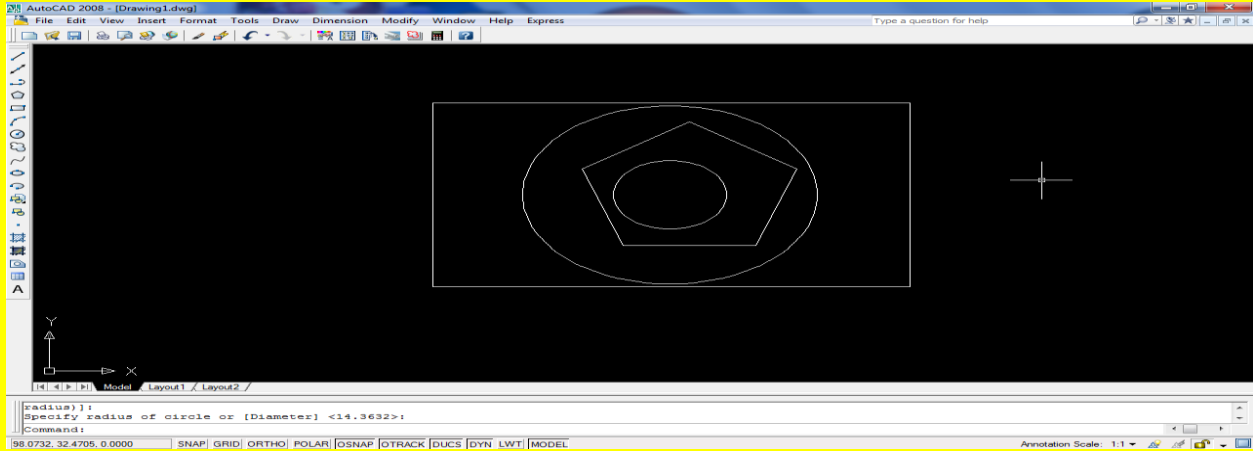 AutoCAD 2008 - [Drawing1.dwg]
File Edit View Insert Format Tools Draw Dimension Modify Window Help Express Type a question for help
A
Y
X
Model Layout1 Layout2
radius)]:
Specify radius of circle or [Diameter] <14.3632>:
Command:
98.0732, 32.4705, 0.0000 SNAP GRID ORTHO POLAR OSNAP OTRACK DUCS DYN LWT MODEL Annotation Scale: 1:1